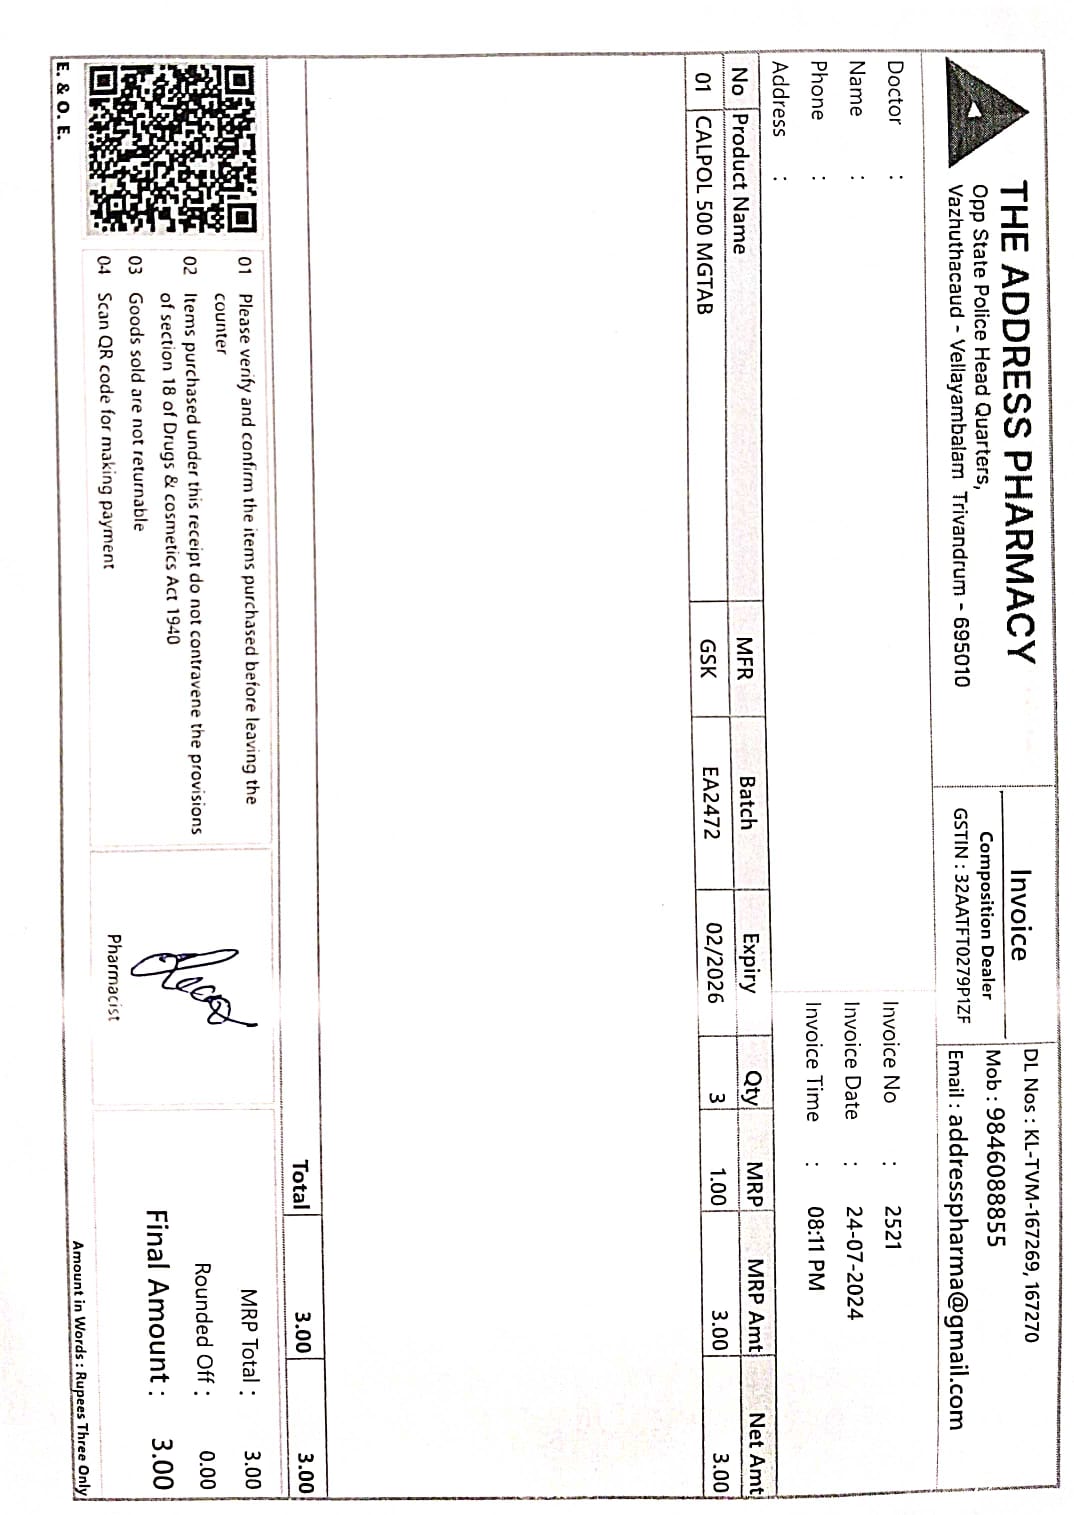 THE ADDRESS PHARMACY
Opp State Police Head Quarters,
Vazhuthacaud - Vellayambalam Trivandrum - 695010
Invoice
Composition Dealer
GSTIN : 32AATFT0279P1ZF
DL Nos : KL-TVM-167269, 167270
Mob : 9846088855
Email : addresspharma@gmail.com
Doctor :
Name :
Phone :
Address :
Invoice No : 2521
Invoice Date : 24-07-2024
Invoice Time : 08:11 PM
No Product Name MFR Batch Expiry Qty MRP MRP Amt Net Amt
01 CALPOL 500 MGTAB GSK EA2472 02/2026 3 1.00 3.00 3.00
Total 3.00 3.00
01 Please verify and confirm the items purchased before leaving the
counter
02 Items purchased under this receipt do not contravene the provisions
of section 18 of Drugs & cosmetics Act 1940
03 Goods sold are not returnable
04 Scan QR code for making payment
Pharmacist
MRP Total : 3.00
Rounded Off : 0.00
Final Amount : 3.00
Amount in Words : Rupees Three Only
E. & O. E.